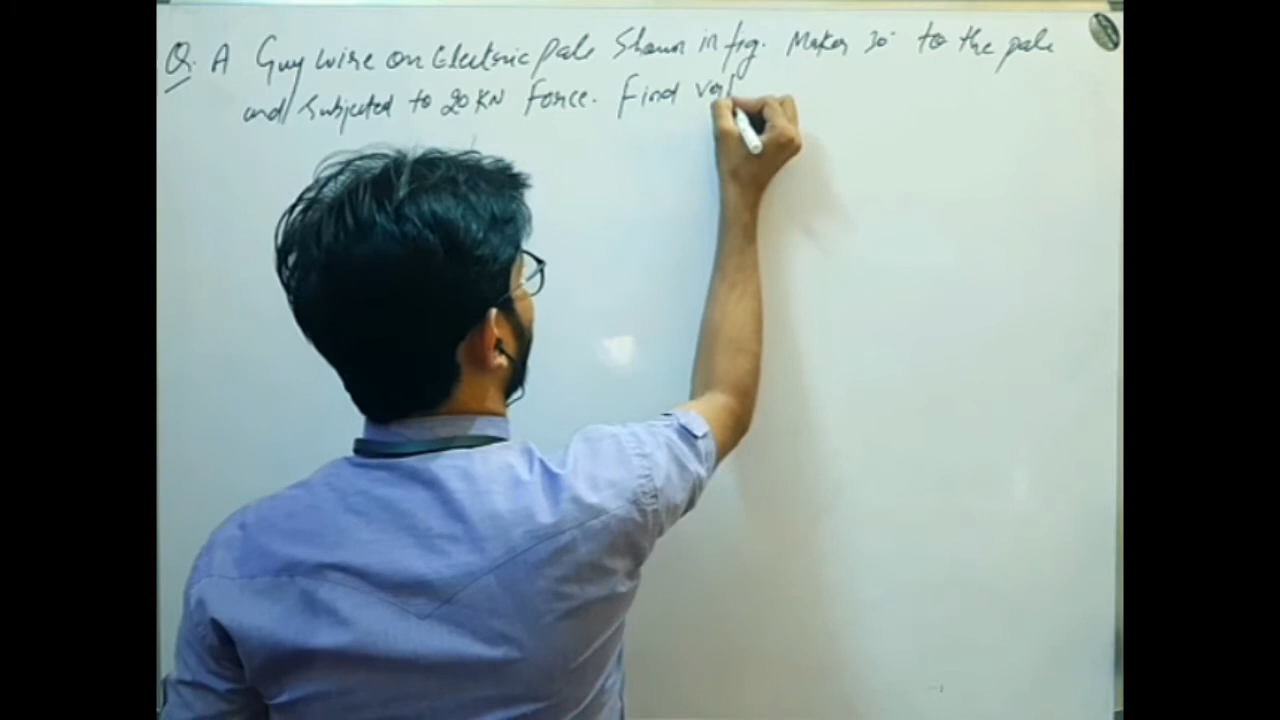 Q. A Guy wire on Electric pole Shown in fig. Makes 30° to the pole
and subjected to 20 KN Force. Find